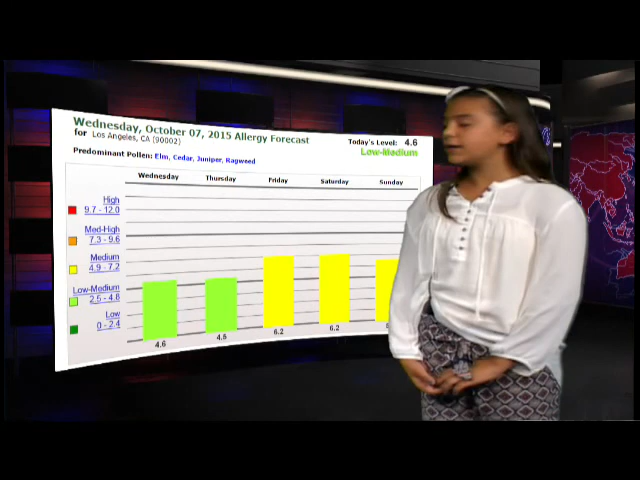 Wednesday, October 07, 2015 Allergy Forecast
for Los Angeles, CA (90002)
Today's Level: 4.6
Low-Medium
Predominant Pollen: Elm, Cedar, Juniper, Ragweed
Wednesday Thursday Friday Saturday Sunday
High
9.7 - 12.0
Med-High
7.3 - 9.6
Medium
4.9 - 7.2
Low-Medium
2.5 - 4.8
Low
0 - 2.4
4.6 4.5 6.2 6.2